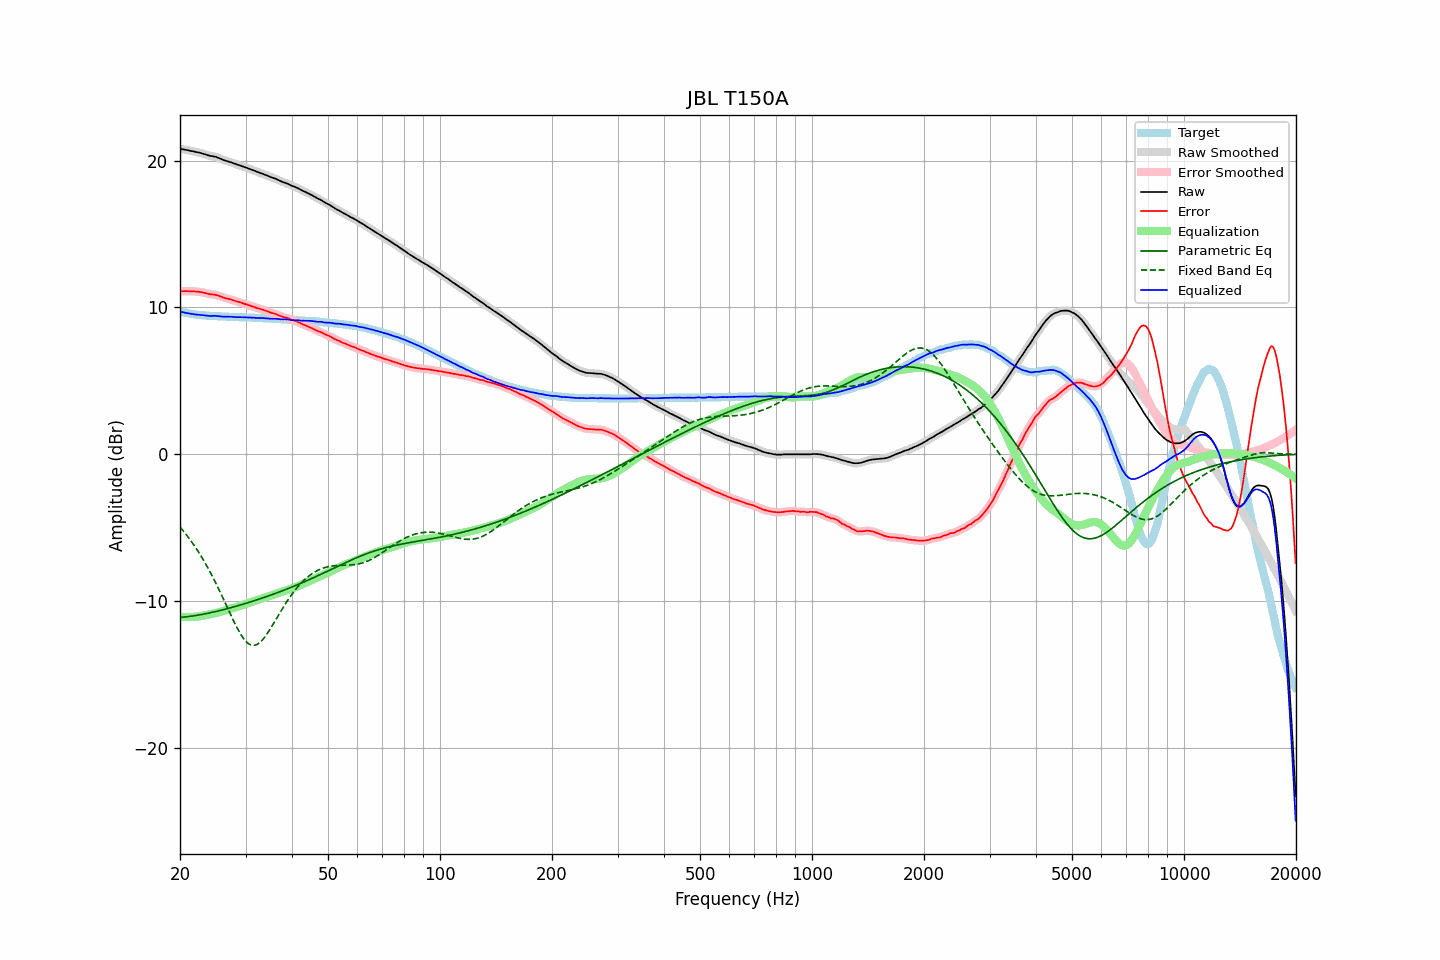 JBL T150A
Amplitude (dBr)
20
10
0
−10
−20
Target
Raw Smoothed
Error Smoothed
Raw
Error
Equalization
Parametric Eq
Fixed Band Eq
Equalized
20 50 100 200 500 1000 2000 5000 10000 20000
Frequency (Hz)